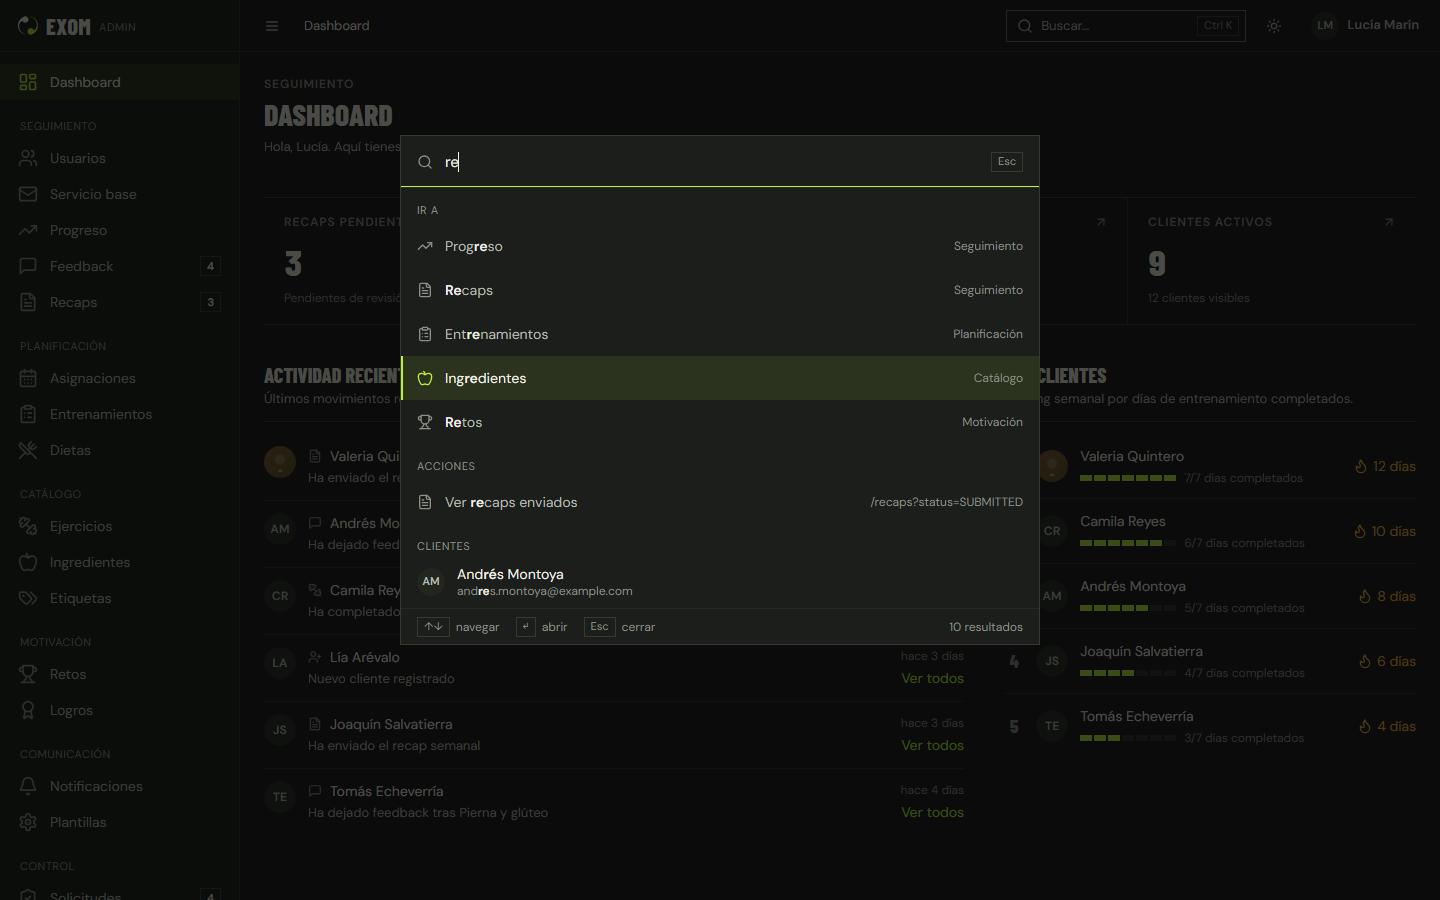 EXOM ADMIN
Dashboard
Buscar...
Ctrl K
LM
Lucía Marín
Dashboard
SEGUIMIENTO
Usuarios
Servicio base
Progreso
Feedback 4
Recaps 3
PLANIFICACIÓN
Asignaciones
Entrenamientos
Dietas
CATÁLOGO
Ejercicios
Ingredientes
Etiquetas
MOTIVACIÓN
Retos
Logros
COMUNICACIÓN
Notificaciones
Plantillas
CONTROL
Solicitudes 4
SEGUIMIENTO
DASHBOARD
Hola, Lucía. Aquí tienes
RECAPS PENDIENT
3
Pendientes de revisió
CLIENTES ACTIVOS
9
12 clientes visibles
re
Esc
IR A
Progreso Seguimiento
Recaps Seguimiento
Entrenamientos Planificación
Ingredientes Catálogo
Retos Motivación
ACCIONES
Ver recaps enviados /recaps?status=SUBMITTED
CLIENTES
AM
Andrés Montoya
andres.montoya@example.com
↑↓ navegar ↵ abrir Esc cerrar 10 resultados
ACTIVIDAD RECIENT
Últimos movimientos r
Valeria Qui
Ha enviado el re
AM
Andrés Mo
Ha dejado feed
CR
Camila Rey
Ha completado
LA
Lía Arévalo hace 3 días
Nuevo cliente registrado Ver todos
JS
Joaquín Salvatierra hace 3 días
Ha enviado el recap semanal Ver todos
TE
Tomás Echeverría hace 4 días
Ha dejado feedback tras Pierna y glúteo Ver todos
CLIENTES
ng semanal por días de entrenamiento completados.
Valeria Quintero
7/7 días completados
12 días
CR
Camila Reyes
6/7 días completados
10 días
AM
Andrés Montoya
5/7 días completados
8 días
4 JS
Joaquín Salvatierra
4/7 días completados
6 días
5 TE
Tomás Echeverría
3/7 días completados
4 días